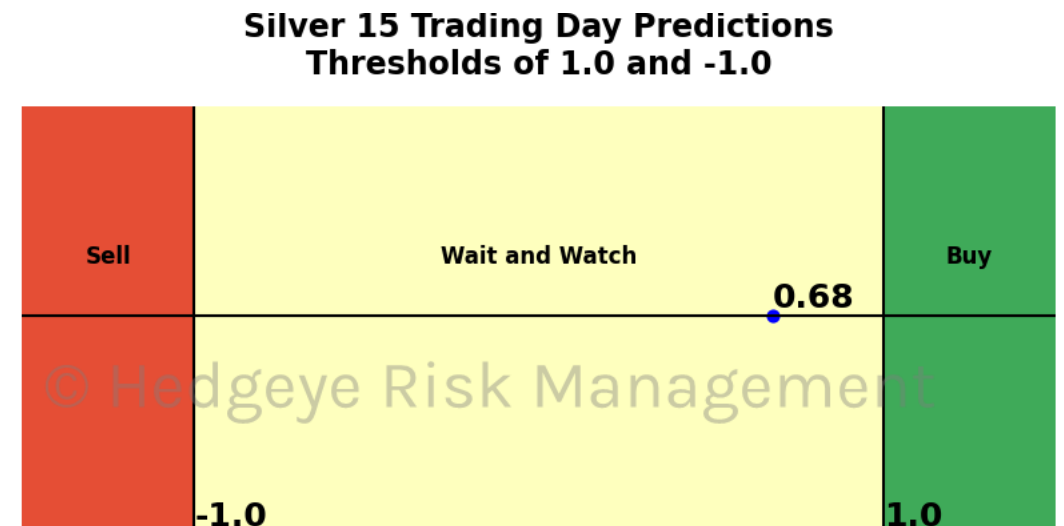 Silver 15 Trading Day Predictions
Thresholds of 1.0 and -1.0
Sell
Wait and Watch
Buy
0.68
© Hedgeye Risk Management
-1.0
1.0